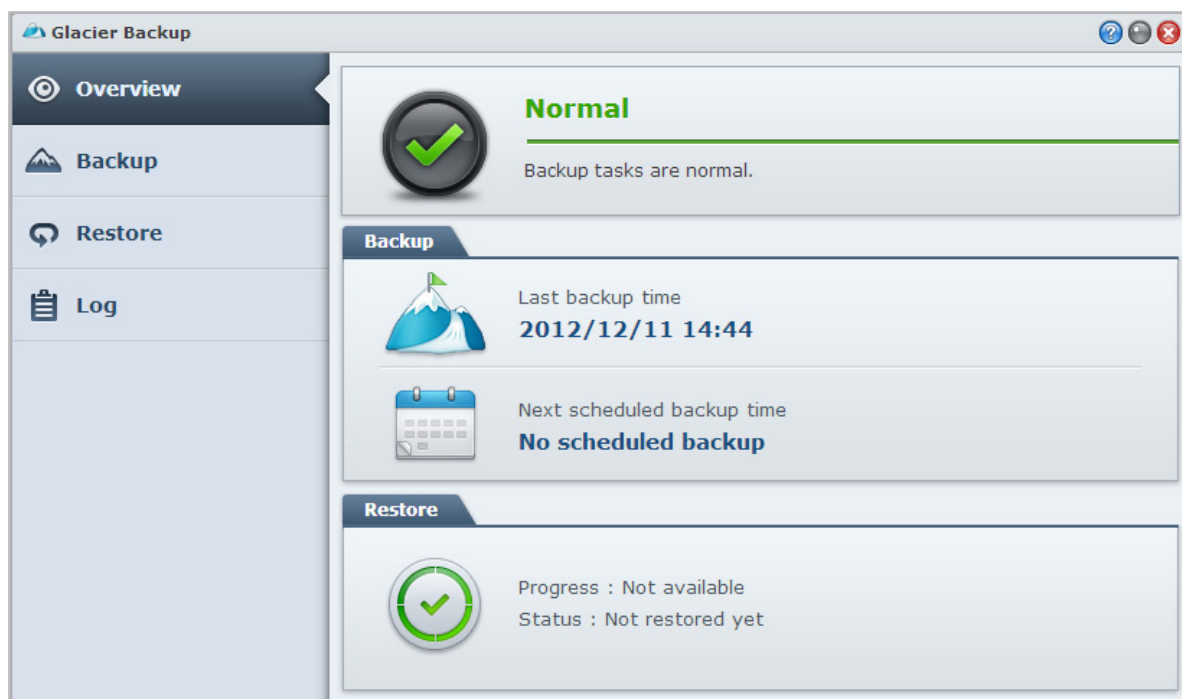 Glacier Backup
Overview
Backup
Restore
Log
Normal
Backup tasks are normal.
Backup
Last backup time
2012/12/11 14:44
Next scheduled backup time
No scheduled backup
Restore
Progress : Not available
Status : Not restored yet